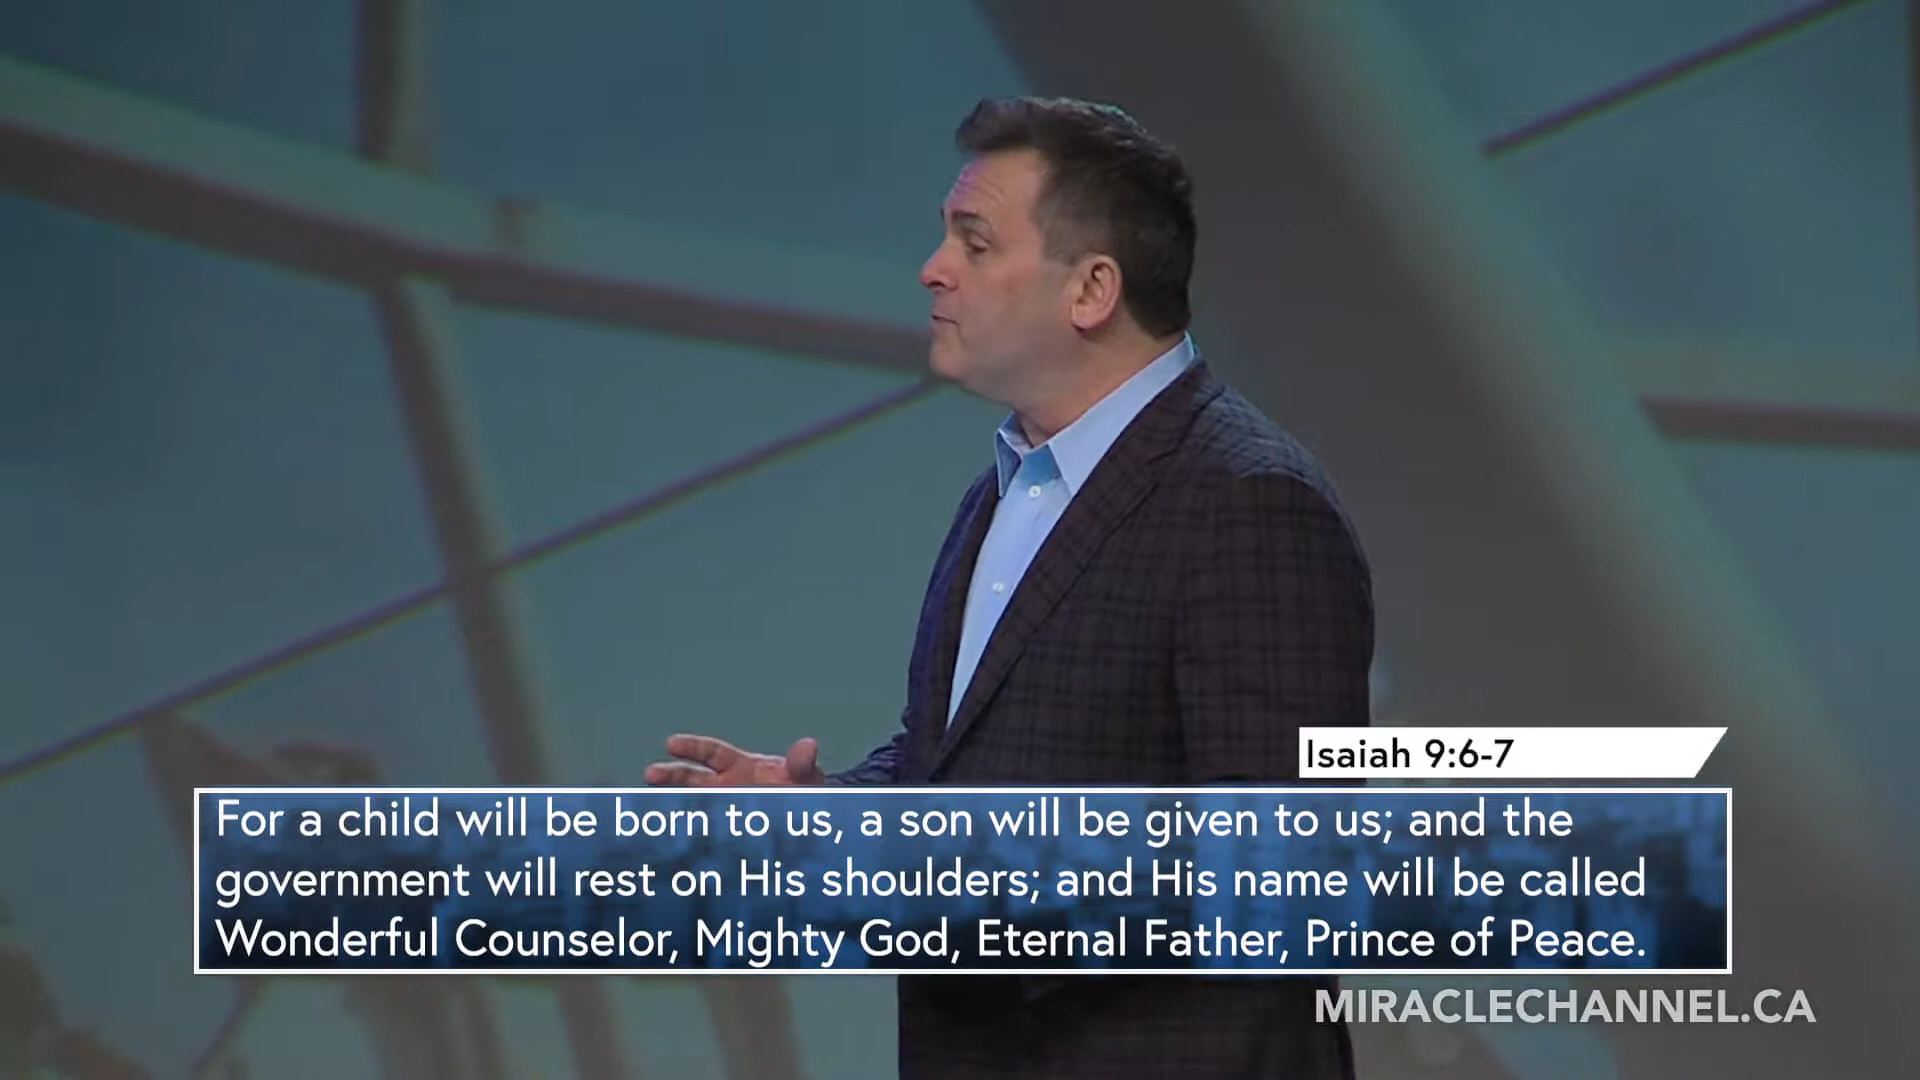 Isaiah 9:6-7
For a child will be born to us, a son will be given to us; and the
government will rest on His shoulders; and His name will be called
Wonderful Counselor, Mighty God, Eternal Father, Prince of Peace.
MIRACLECHANNEL.CA